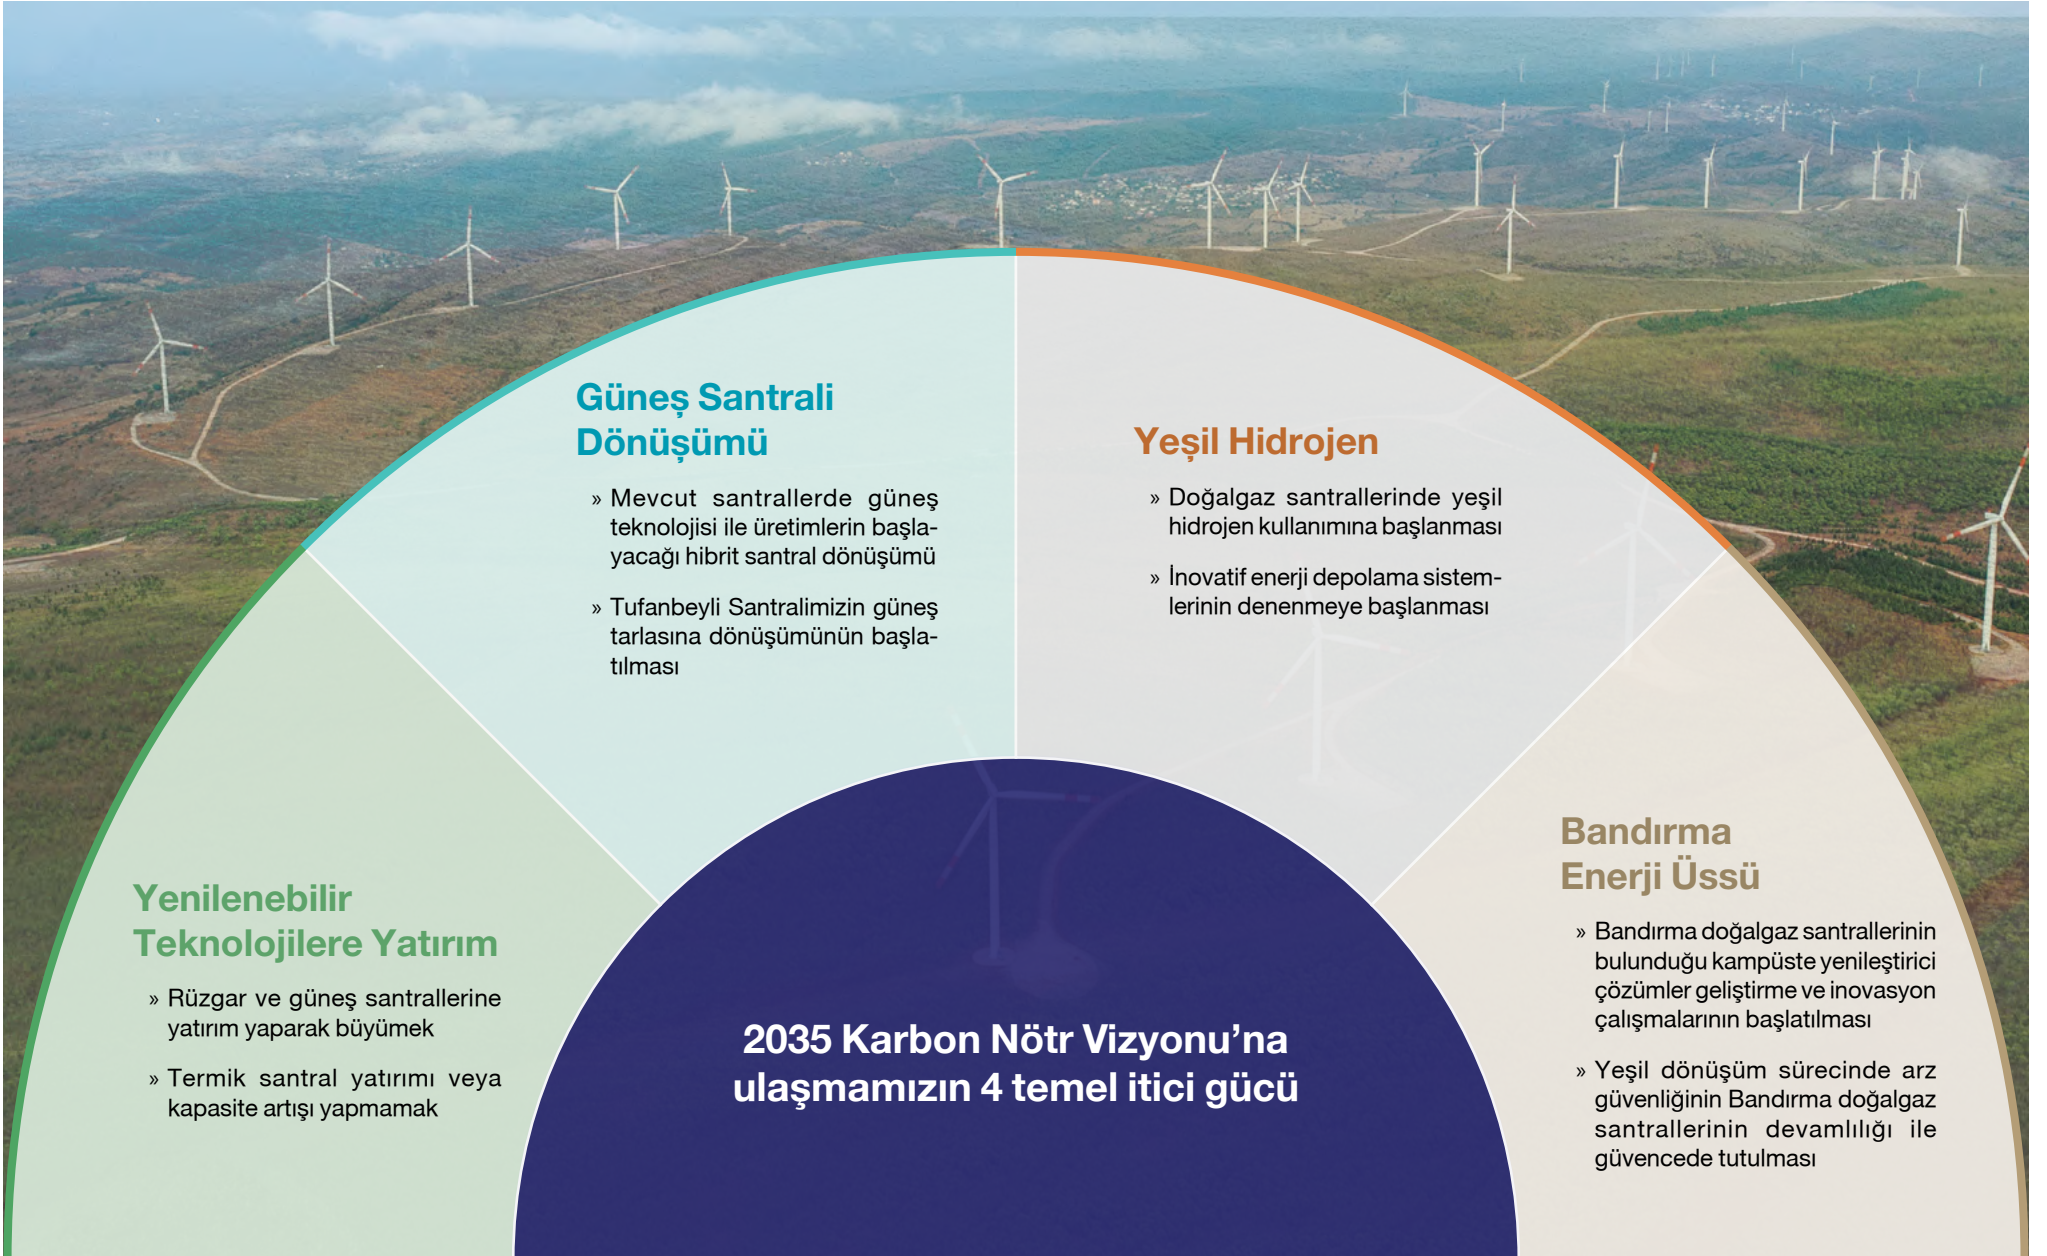 Güneş Santrali
Dönüşümü
» Mevcut santrallerde güneş
teknolojisi ile üretimlerin başla-
yacağı hibrit santral dönüşümü
» Tufanbeyli Santralimizin güneş
tarlasına dönüşümünün başla-
tılması
Yeşil Hidrojen
» Doğalgaz santrallerinde yeşil
hidrojen kullanımına başlanması
» İnovatif enerji depolama sistem-
lerinin denenmeye başlanması
Yenilenebilir
Teknolojilere Yatırım
» Rüzgar ve güneş santrallerine
yatırım yaparak büyümek
» Termik santral yatırımı veya
kapasite artışı yapmamak
Bandırma
Enerji Üssü
» Bandırma doğalgaz santrallerinin
bulunduğu kampüste yenileştirici
çözümler geliştirme ve inovasyon
çalışmalarının başlatılması
» Yeşil dönüşüm sürecinde arz
güvenliğinin Bandırma doğalgaz
santrallerinin devamlılığı ile
güvencede tutulması
2035 Karbon Nötr Vizyonu’na
ulaşmamızın 4 temel itici gücü